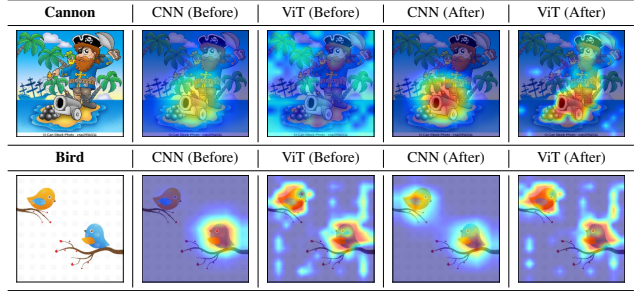 Cannon CNN (Before) ViT (Before) CNN (After) ViT (After)
Bird CNN (Before) ViT (Before) CNN (After) ViT (After)